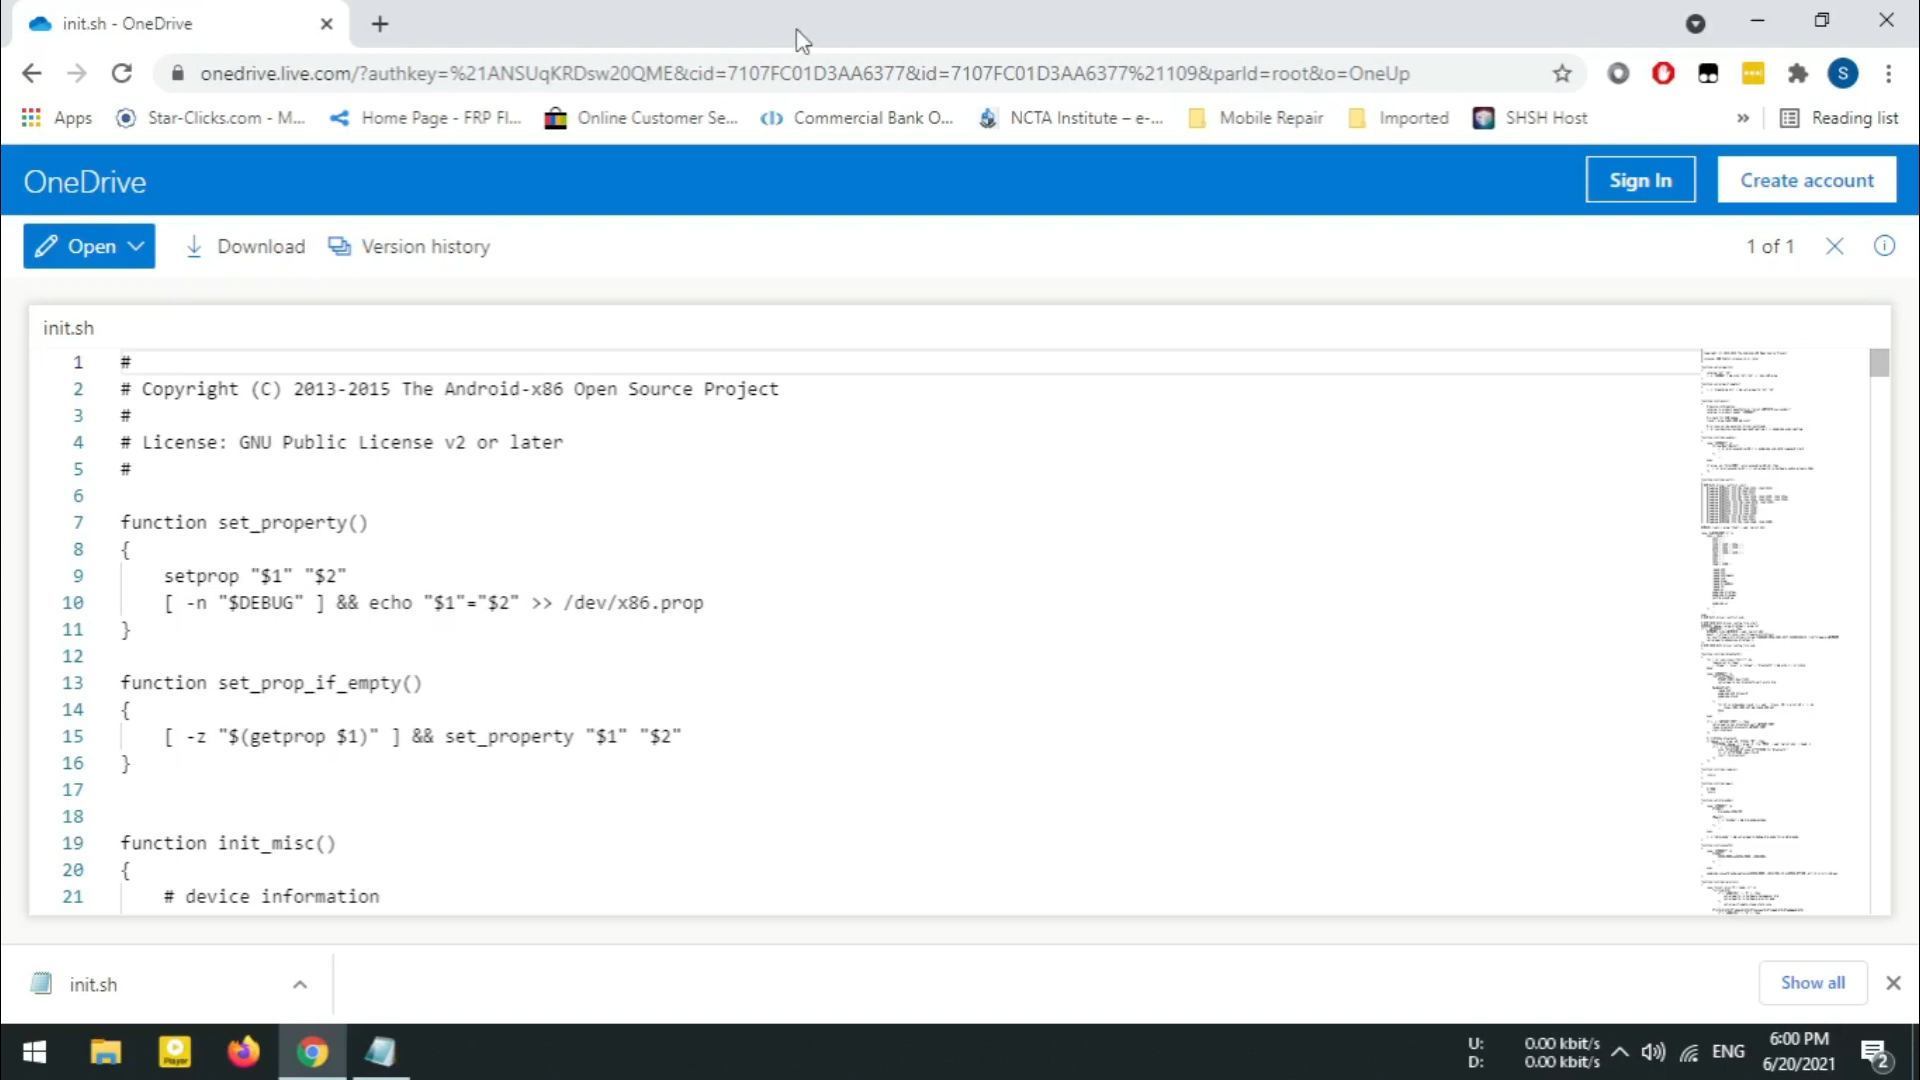 init.sh - OneDrive
onedrive.live.com/?authkey=%21ANSUqKRDsw20QME&cid=7107FC01D3AA6377&id=7107FC01D3AA6377%21109&parId=root&o=OneUp
S
Apps Star-Clicks.com - M... Home Page - FRP Fl... Online Customer Se... Commercial Bank O... NCTA Institute – e-... Mobile Repair Imported SHSH Host » Reading list
OneDrive Sign In Create account
Open Download Version history 1 of 1
init.sh
1 #
2 # Copyright (C) 2013-2015 The Android-x86 Open Source Project
3 #
4 # License: GNU Public License v2 or later
5 #
6
7 function set_property()
8 {
9 setprop "$1" "$2"
10 [ -n "$DEBUG" ] && echo "$1"="$2" >> /dev/x86.prop
11 }
12
13 function set_prop_if_empty()
14 {
15 [ -z "$(getprop $1)" ] && set_property "$1" "$2"
16 }
17
18
19 function init_misc()
20 {
21 # device information
init.sh Show all
Player
U: 0.00 kbit/s
D: 0.00 kbit/s
ENG
6:00 PM
6/20/2021
2